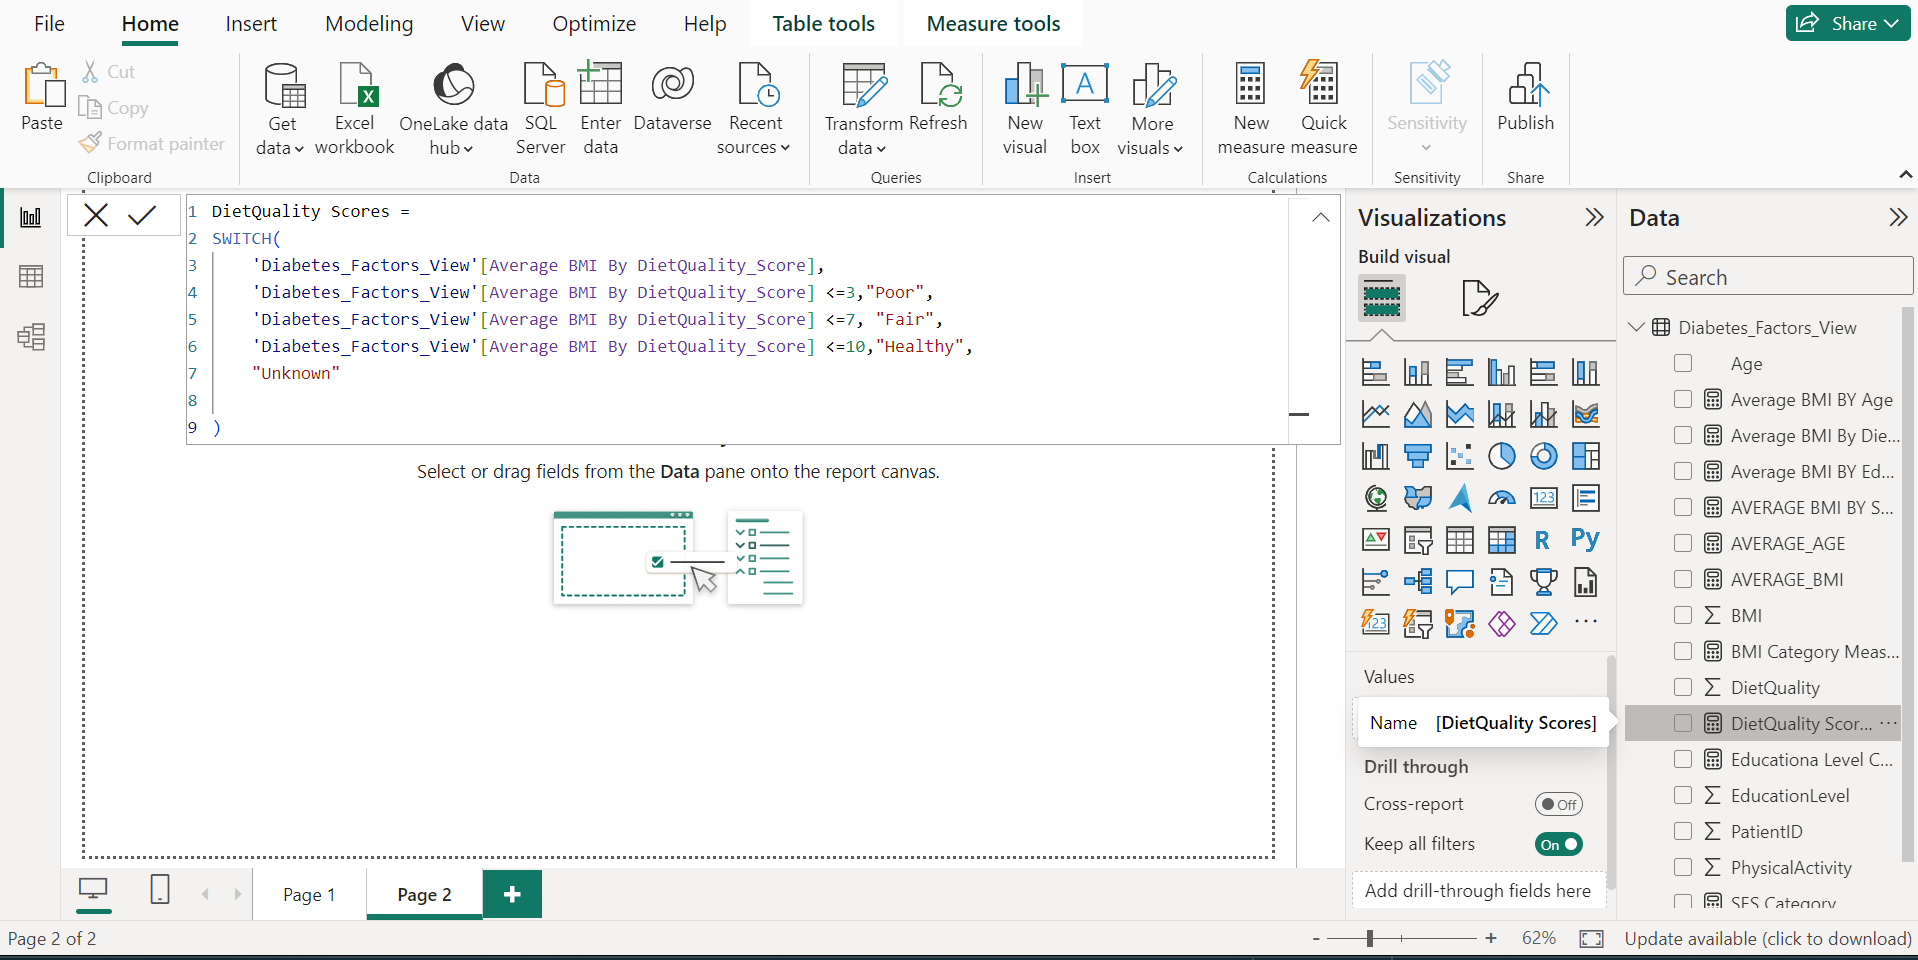 File Home Insert Modeling View Optimize Help Table tools Measure tools Share
Paste Cut Copy Format painter
Clipboard
Get data Excel workbook OneLake data hub SQL Server Enter data Dataverse Recent sources
Data
Transform data Refresh
Queries
New visual Text box More visuals
Insert
New measure Quick measure
Calculations
Sensitivity
Sensitivity
Publish
Share
1 DietQuality Scores =
2 SWITCH(
3 'Diabetes_Factors_View'[Average BMI By DietQuality_Score],
4 'Diabetes_Factors_View'[Average BMI By DietQuality_Score] <=3,"Poor",
5 'Diabetes_Factors_View'[Average BMI By DietQuality_Score] <=7, "Fair",
6 'Diabetes_Factors_View'[Average BMI By DietQuality_Score] <=10,"Healthy",
7 "Unknown"
8
9 )
Select or drag fields from the Data pane onto the report canvas.
Visualizations
Build visual
A
123
R
Py
123
Values
Name [DietQuality Scores]
Drill through
Cross-report Off
Keep all filters On
Add drill-through fields here
Data
Search
Diabetes_Factors_View
Age
Average BMI BY Age
Average BMI By Die...
Average BMI BY Ed...
AVERAGE BMI BY S...
AVERAGE_AGE
AVERAGE_BMI
BMI
BMI Category Meas...
DietQuality
DietQuality Scor... ...
Educationa Level C...
EducationLevel
PatientID
PhysicalActivity
SES Category
Page 1 Page 2 +
Page 2 of 2
- + 62% Update available (click to download)